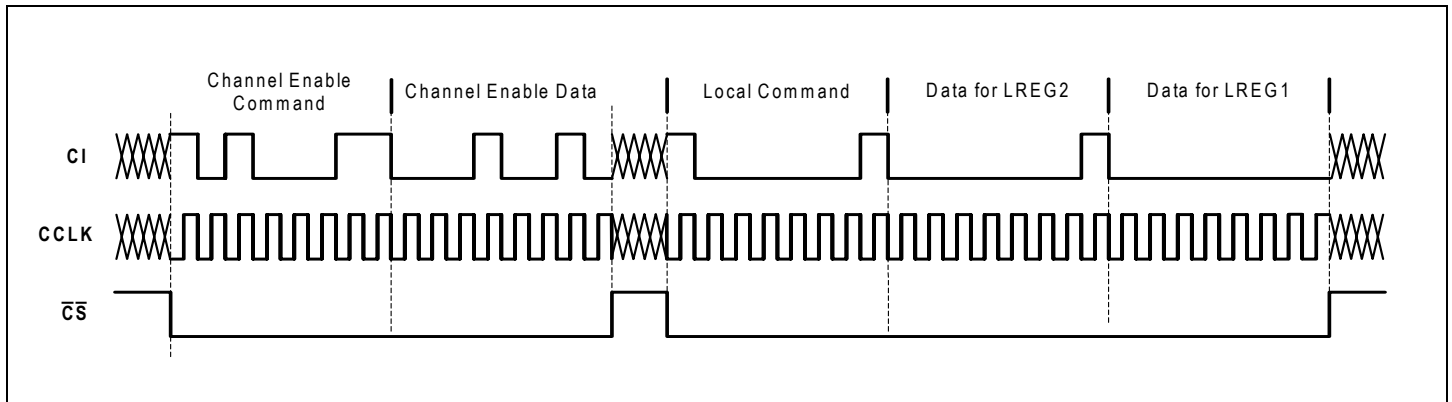 Channel Enable
Command
Channel Enable Data
Local Command
Data for LREG2
Data for LREG1
CI
CCLK
CS